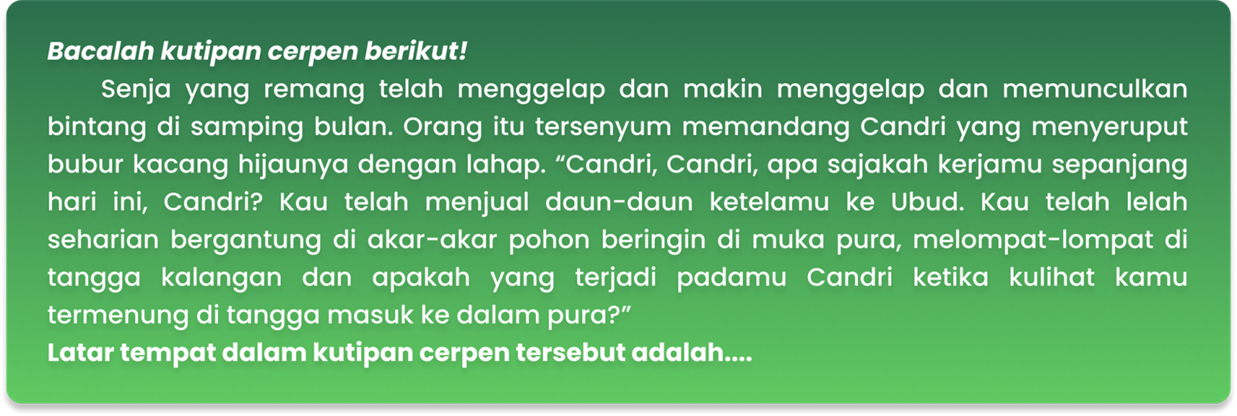 Bacalah kutipan cerpen berikut!
Senja yang remang telah menggelap dan makin menggelap dan memunculkan
bintang di samping bulan. Orang itu tersenyum memandang Candri yang menyeruput
bubur kacang hijaunya dengan lahap. “Candri, Candri, apa sajakah kerjamu sepanjang
hari ini, Candri? Kau telah menjual daun-daun ketelamu ke Ubud. Kau telah lelah
seharian bergantung di akar-akar pohon beringin di muka pura, melompat-lompat di
tangga kalangan dan apakah yang terjadi padamu Candri ketika kulihat kamu
termenung di tangga masuk ke dalam pura?”
Latar tempat dalam kutipan cerpen tersebut adalah....